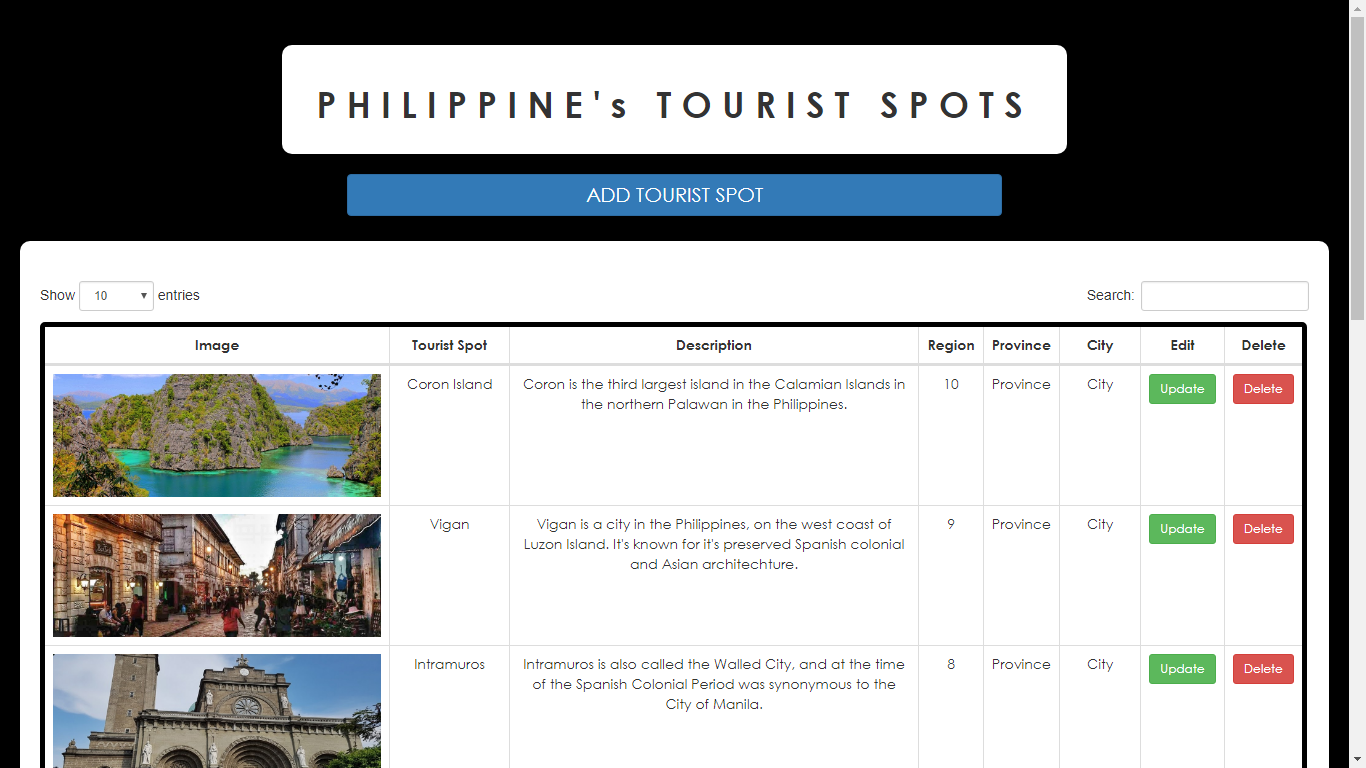 PHILIPPINE's TOURIST SPOTS
ADD TOURIST SPOT
Show 10 entries
Search:
Image Tourist Spot Description Region Province City Edit Delete
Coron Island Coron is the third largest island in the Calamian Islands in 10 Province City Update Delete
the northern Palawan in the Philippines.
Vigan Vigan is a city in the Philippines, on the west coast of 9 Province City Update Delete
Luzon Island. It's known for it's preserved Spanish colonial
and Asian architechture.
Intramuros Intramuros is also called the Walled City, and at the time 8 Province City Update Delete
of the Spanish Colonial Period was synonymous to the
City of Manila.